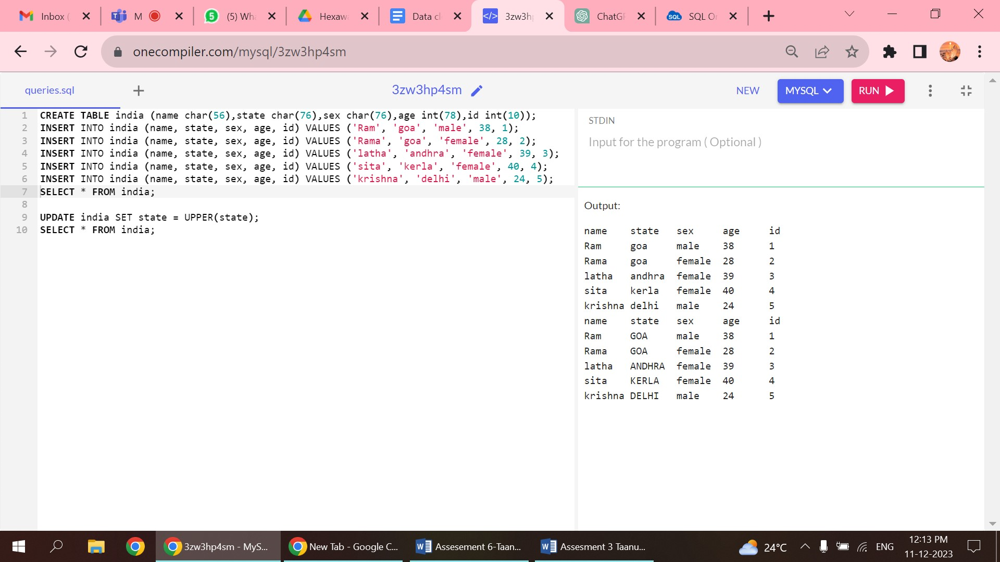 Inbox (
M
5 (5) Wha
Hexaw
Data cl
</> 3zw3h
ChatG
SQL SQL O
onecompiler.com/mysql/3zw3hp4sm
queries.sql
3zw3hp4sm
NEW
MYSQL
RUN
1 CREATE TABLE india (name char(56),state char(76),sex char(76),age int(78),id int(10));
2 INSERT INTO india (name, state, sex, age, id) VALUES ('Ram', 'goa', 'male', 38, 1);
3 INSERT INTO india (name, state, sex, age, id) VALUES ('Rama', 'goa', 'female', 28, 2);
4 INSERT INTO india (name, state, sex, age, id) VALUES ('latha', 'andhra', 'female', 39, 3);
5 INSERT INTO india (name, state, sex, age, id) VALUES ('sita', 'kerla', 'female', 40, 4);
6 INSERT INTO india (name, state, sex, age, id) VALUES ('krishna', 'delhi', 'male', 24, 5);
7 SELECT * FROM india;
8
9 UPDATE india SET state = UPPER(state);
10 SELECT * FROM india;
STDIN
Input for the program ( Optional )
Output:
name state sex age id
Ram goa male 38 1
Rama goa female 28 2
latha andhra female 39 3
sita kerla female 40 4
krishna delhi male 24 5
name state sex age id
Ram GOA male 38 1
Rama GOA female 28 2
latha ANDHRA female 39 3
sita KERLA female 40 4
krishna DELHI male 24 5
3zw3hp4sm - MyS...
New Tab - Google C...
Assesement 6-Taan...
Assesment 3 Taanu...
24°C
ENG
12:13 PM
11-12-2023